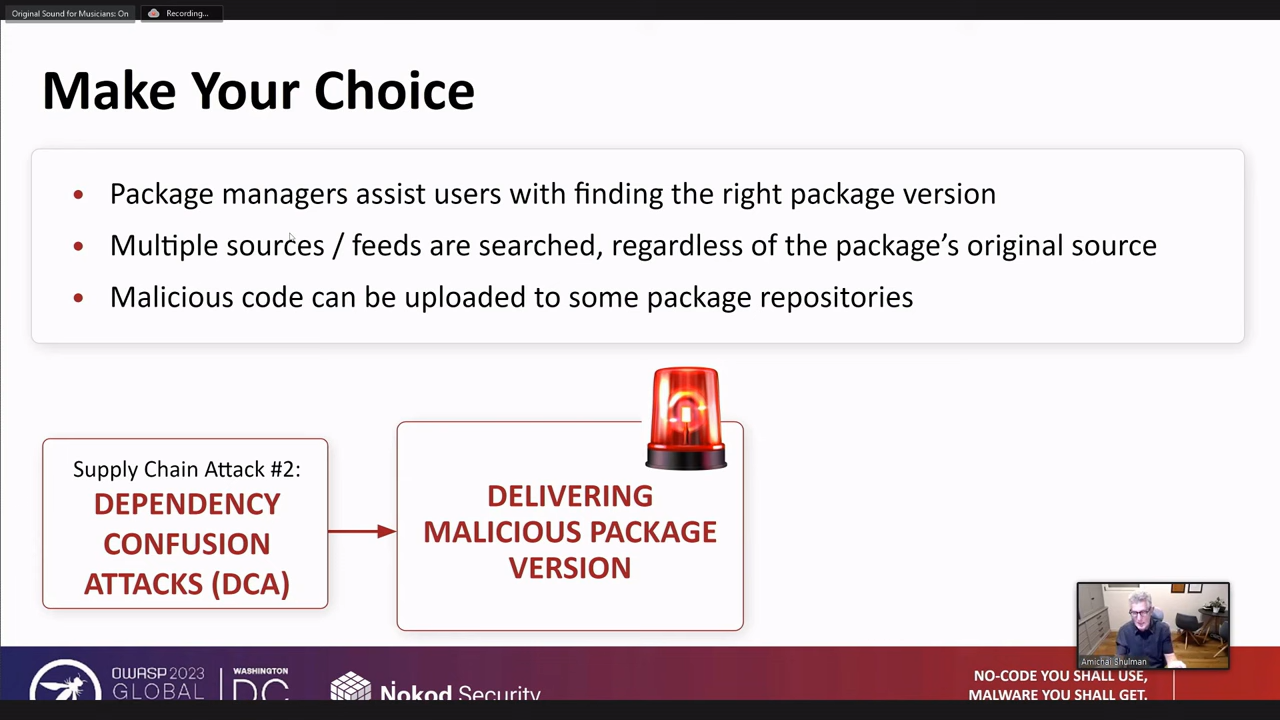 Original Sound for Musicians: On
Recording...
Make Your Choice
• Package managers assist users with finding the right package version
• Multiple sources / feeds are searched, regardless of the package's original source
• Malicious code can be uploaded to some package repositories
Supply Chain Attack #2:
DEPENDENCY
CONFUSION
ATTACKS (DCA)
DELIVERING
MALICIOUS PACKAGE
VERSION
Amichai Shulman
OWASP 2023
GLOBAL
WASHINGTON
DC
Nokod Security
NO-CODE YOU SHALL USE,
MALWARE YOU SHALL GET.